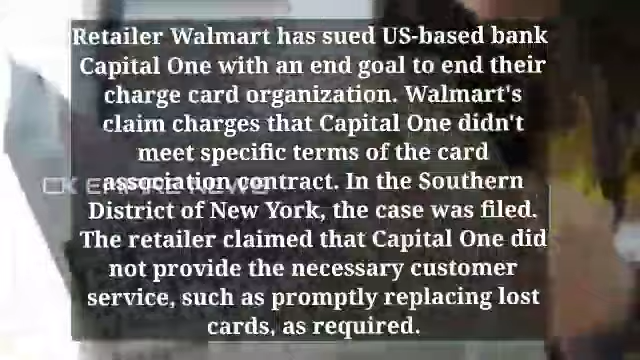 Retailer Walmart has sued US-based bank
Capital One with an end goal to end their
charge card organization. Walmart's
claim charges that Capital One didn't
meet specific terms of the card
association contract. In the Southern
District of New York, the case was filed.
The retailer claimed that Capital One did
not provide the necessary customer
service, such as promptly replacing lost
cards, as required.